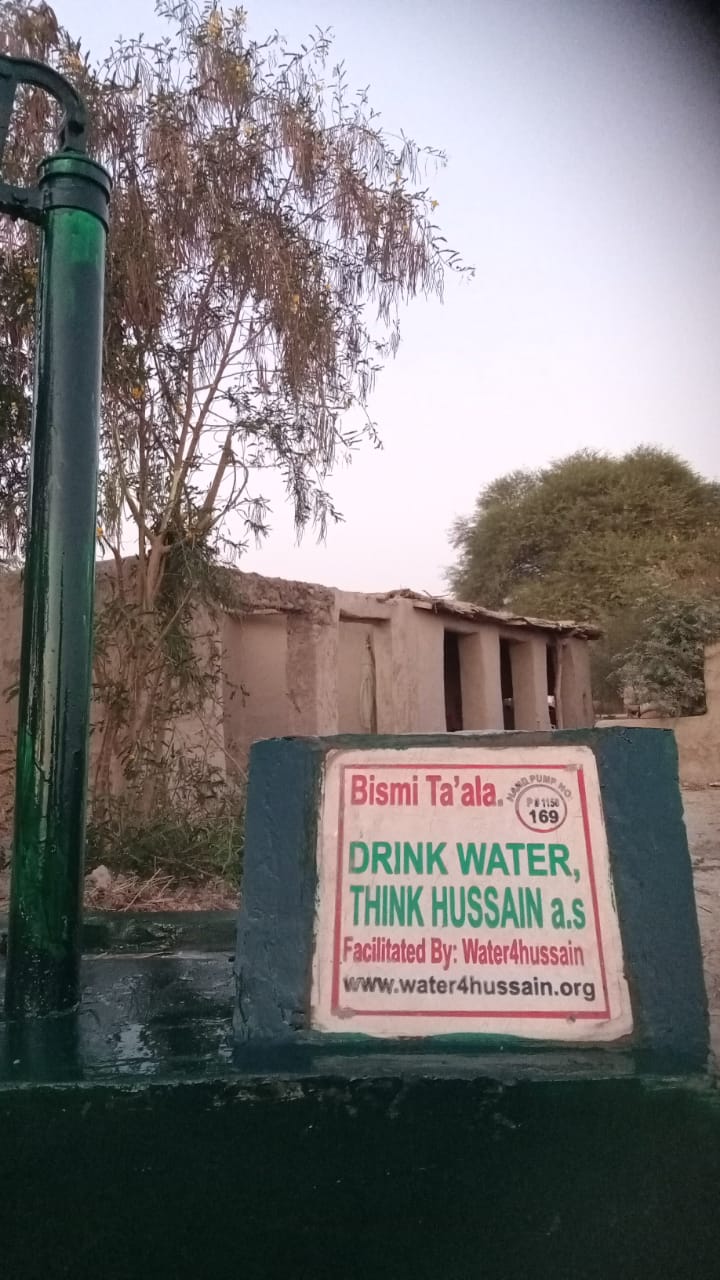 Bismi Ta'ala.
HAND PUMP NO
P # 1150
169
DRINK WATER,
THINK HUSSAIN a.s
Facilitated By: Water4hussain
www.water4hussain.org